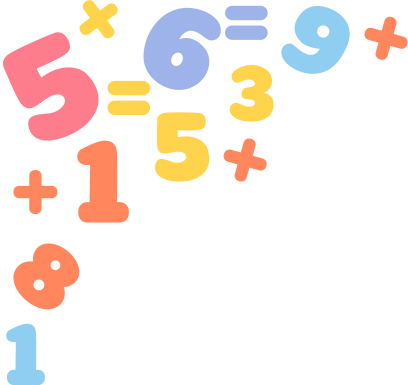 × 6 = 9 +
5 = 3
+ 1 5 +
8
1